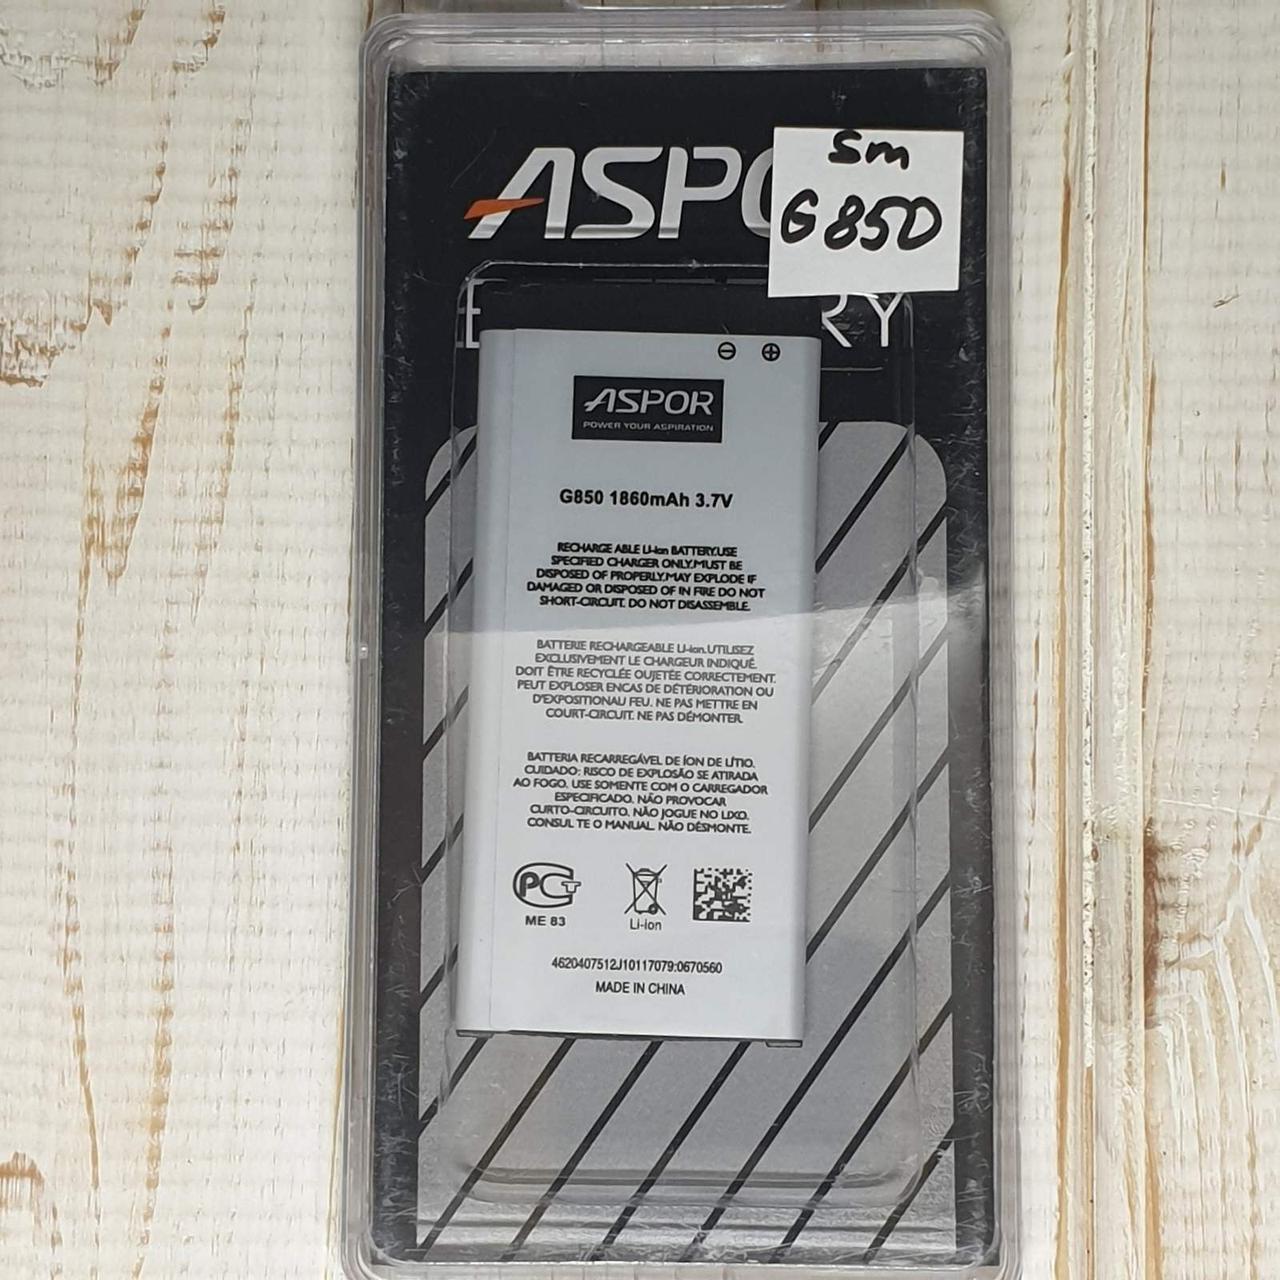 Sm
G850
ASPOR
POWER YOUR ASPIRATION
G850 1860mAh 3.7V
RECHARGE ABLE Li-ion BATTERY.USE
SPECIFIED CHARGER ONLY.MUST BE
DISPOSED OF PROPERLY.MAY EXPLODE IF
DAMAGED OR DISPOSED OF IN FIRE DO NOT
SHORT-CIRCUIT. DO NOT DISASSEMBLE.
BATTERIE RECHARGEABLE Li-ion.UTILISEZ
EXCLUSIVEMENT LE CHARGEUR INDIQUÉ.
DOIT ÊTRE RECYCLÉE OUJETÉE CORRECTEMENT.
PEUT EXPLOSER ENCAS DE DÉTÉRIORATION OU
D'EXPOSITIONAU FEU. NE PAS METTRE EN
COURT-CIRCUIT. NE PAS DÉMONTER.
BATTERIA RECARREGÁVEL DE ÍON DE LÍTIO.
CUIDADO: RISCO DE EXPLOSÃO SE ATIRADA
AO FOGO. USE SOMENTE COM O CARREGADOR
ESPECIFICADO. NÃO PROVOCAR
CURTO-CIRCUITO. NÃO JOGUE NO LIXO.
CONSUL TE O MANUAL. NÃO DÉSMONTE.
ME 83
Li-ion
4620407512J10117079:0670560
MADE IN CHINA